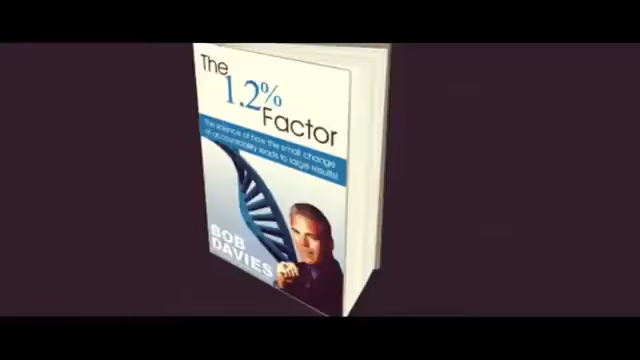 The
1.2%
Factor
The science of how the small change
of accountability leads to large results!
BOB
DAVIES